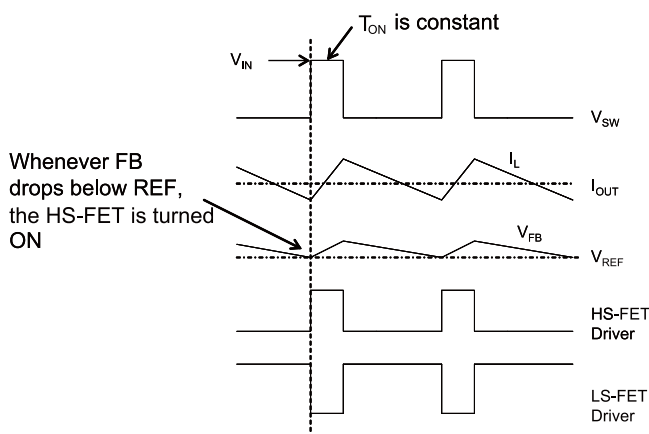 T_ON is constant
V_IN
V_SW
Whenever FB
drops below REF,
the HS-FET is turned
ON
I_L
I_OUT
V_FB
V_REF
HS-FET
Driver
LS-FET
Driver